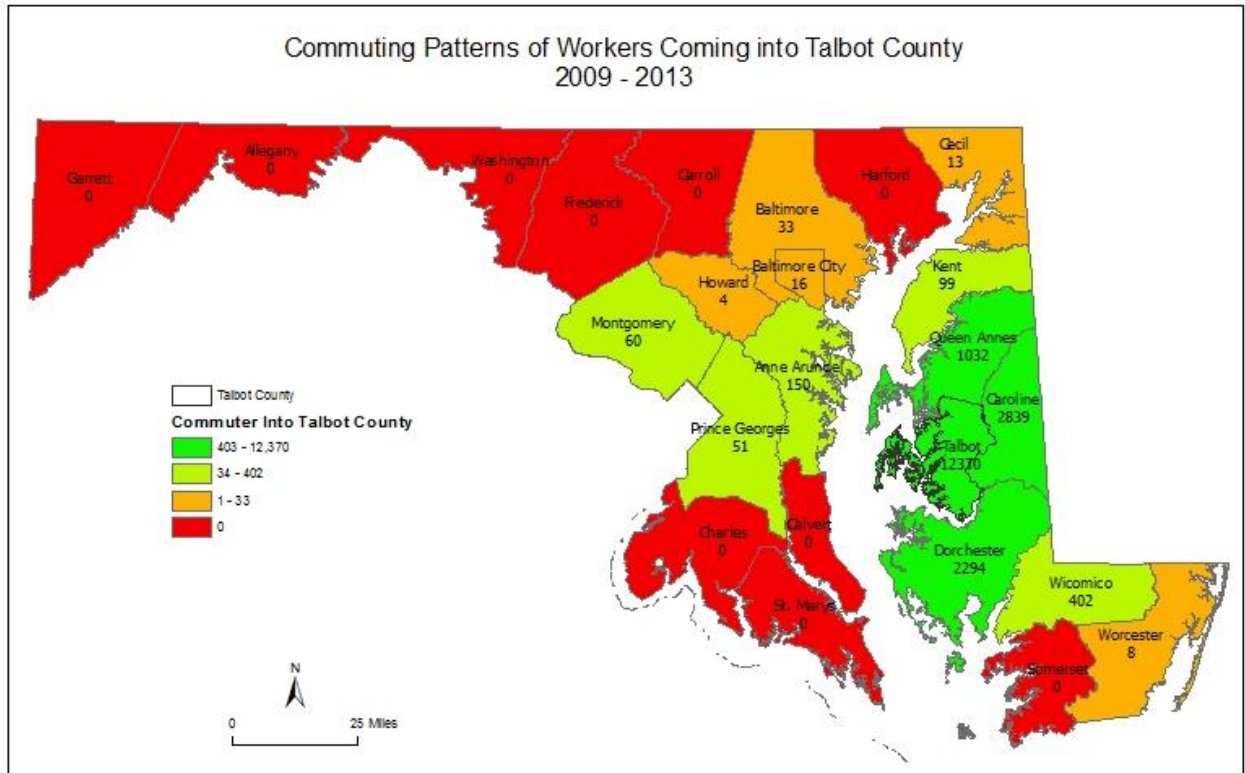 Commuting Patterns of Workers Coming into Talbot County
2009 - 2013
Garrett
0
Allegany
0
Washington
0
Frederick
0
Carroll
0
Baltimore
33
Harford
0
Cecil
13
Baltimore City
16
Howard
4
Kent
99
Montgomery
60
Queen Annes
1032
Anne Arundel
150
Caroline
2839
Prince Georges
51
Talbot
12370
Charles
0
Calvert
0
Dorchester
2294
St. Marys
0
Wicomico
402
Worcester
8
Somerset
0
Talbot County
Commuter Into Talbot County
403 - 12,370
34 - 402
1 - 33
0
N
0 25 Miles